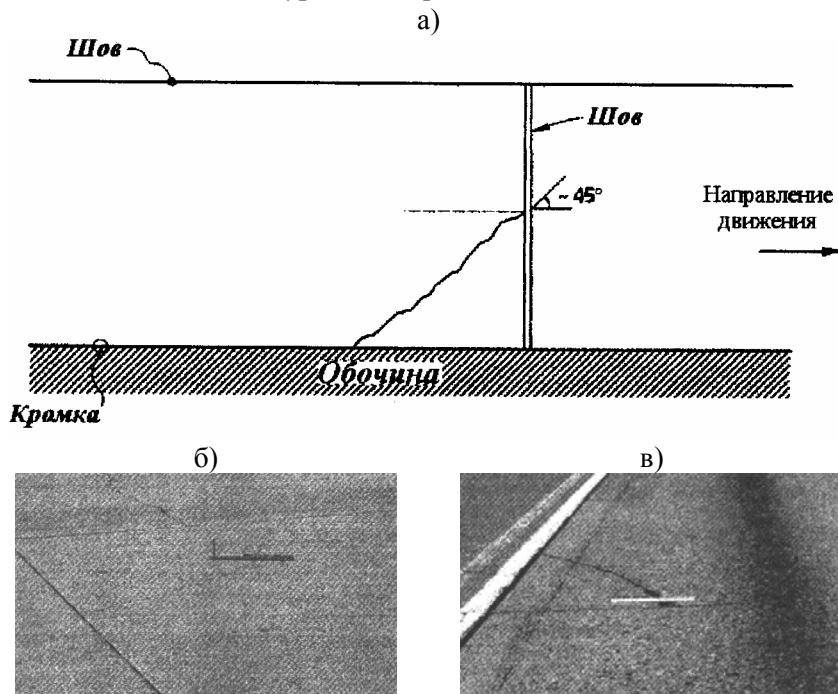 а)
Шов
Шов
~45°
Направление
движения
Обочина
Кромка
б)
в)